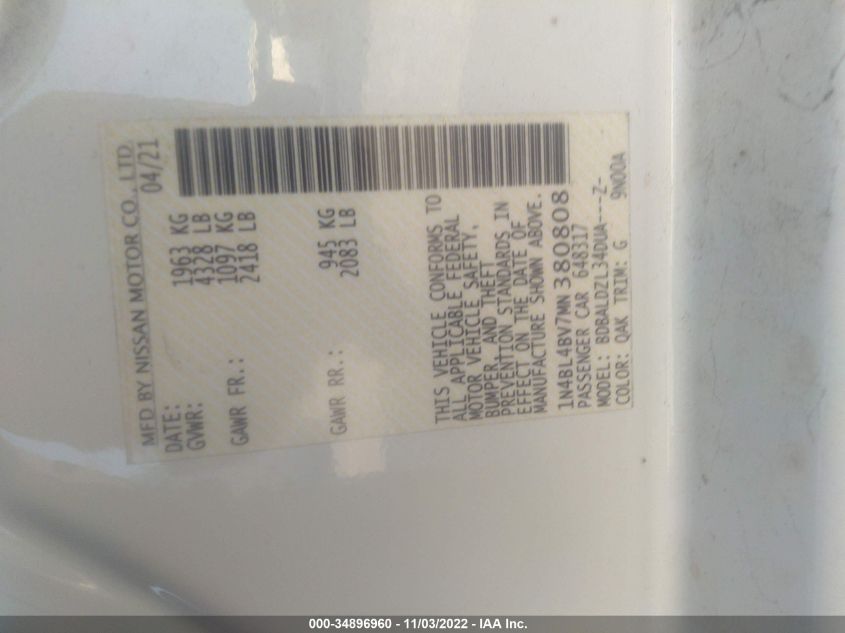 MFD BY NISSAN MOTOR CO., LTD.
DATE: 04/21
GVWR: 1963 KG
4328 LB
GAWR FR.: 1097 KG
2418 LB
GAWR RR.: 945 KG
2083 LB
THIS VEHICLE CONFORMS TO
ALL APPLICABLE FEDERAL
MOTOR VEHICLE SAFETY,
BUMPER, AND THEFT
PREVENTION STANDARDS IN
EFFECT ON THE DATE OF
MANUFACTURE SHOWN ABOVE.
1N4BL4BV7MN380808
PASSENGER CAR 648317
MODEL: BDBALDZL34DUA----Z-
COLOR: QAK TRIM: G 9N00A
000-34896960 - 11/03/2022 - IAA Inc.